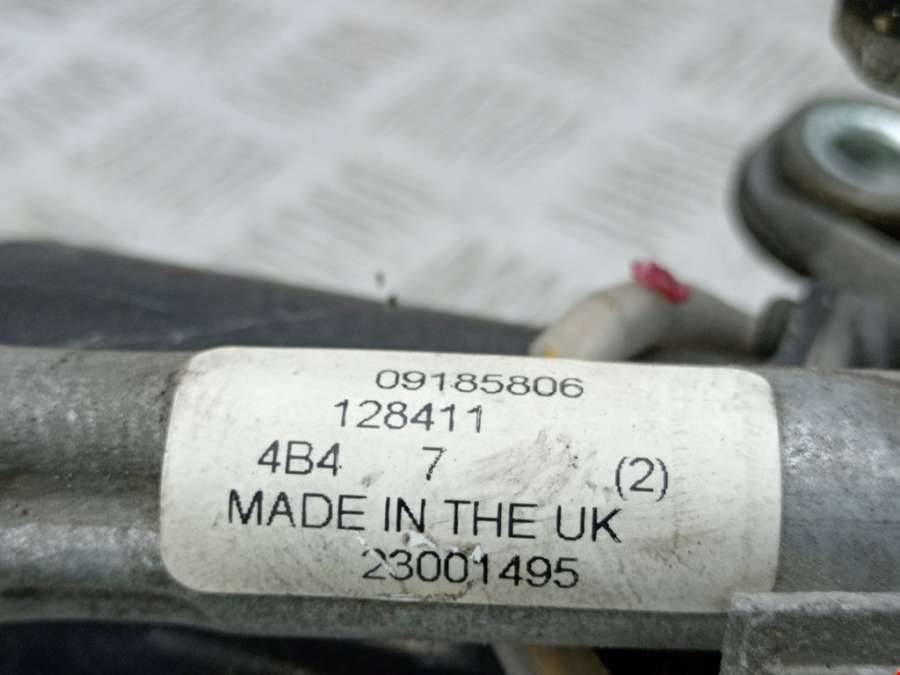 09185806
128411
4B4 7 (2)
MADE IN THE UK
23001495